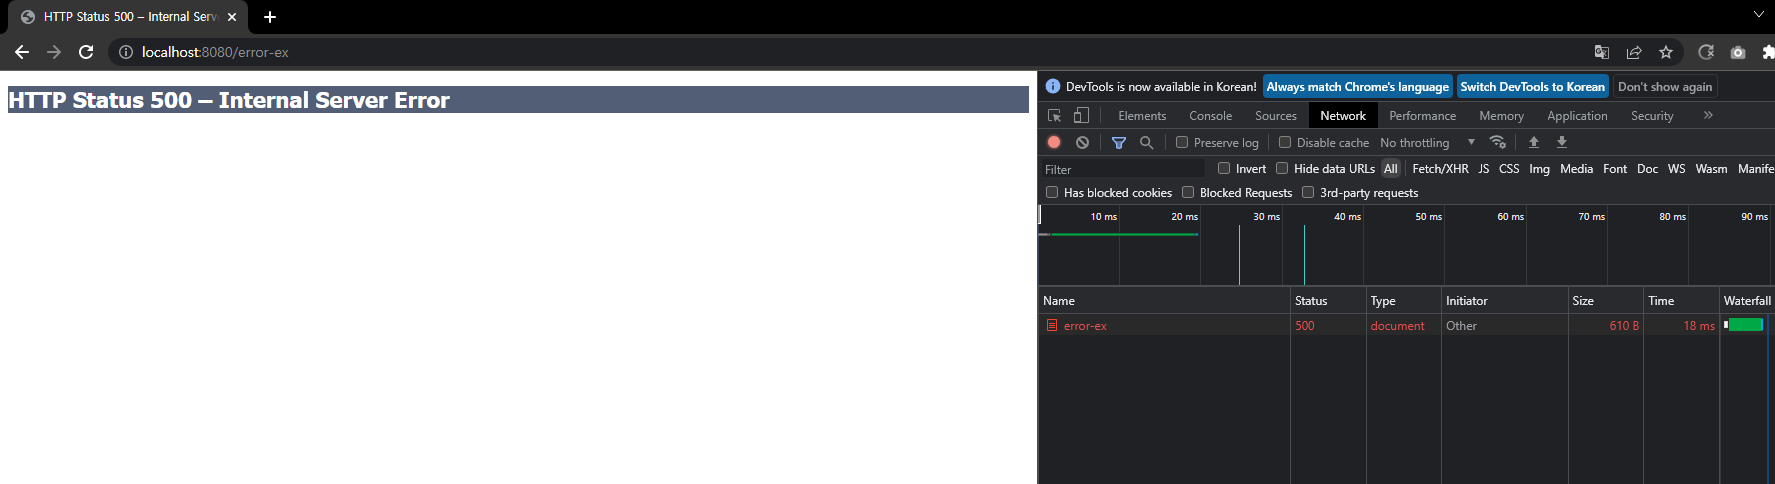 HTTP Status 500 – Internal Serv
localhost:8080/error-ex
HTTP Status 500 – Internal Server Error
DevTools is now available in Korean! Always match Chrome's language Switch DevTools to Korean Don't show again
Elements Console Sources Network Performance Memory Application Security »
Preserve log Disable cache No throttling
Filter Invert Hide data URLs All Fetch/XHR JS CSS Img Media Font Doc WS Wasm Manife
Has blocked cookies Blocked Requests 3rd-party requests
10 ms 20 ms 30 ms 40 ms 50 ms 60 ms 70 ms 80 ms 90 ms
Name Status Type Initiator Size Time Waterfall
error-ex 500 document Other 610 B 18 ms